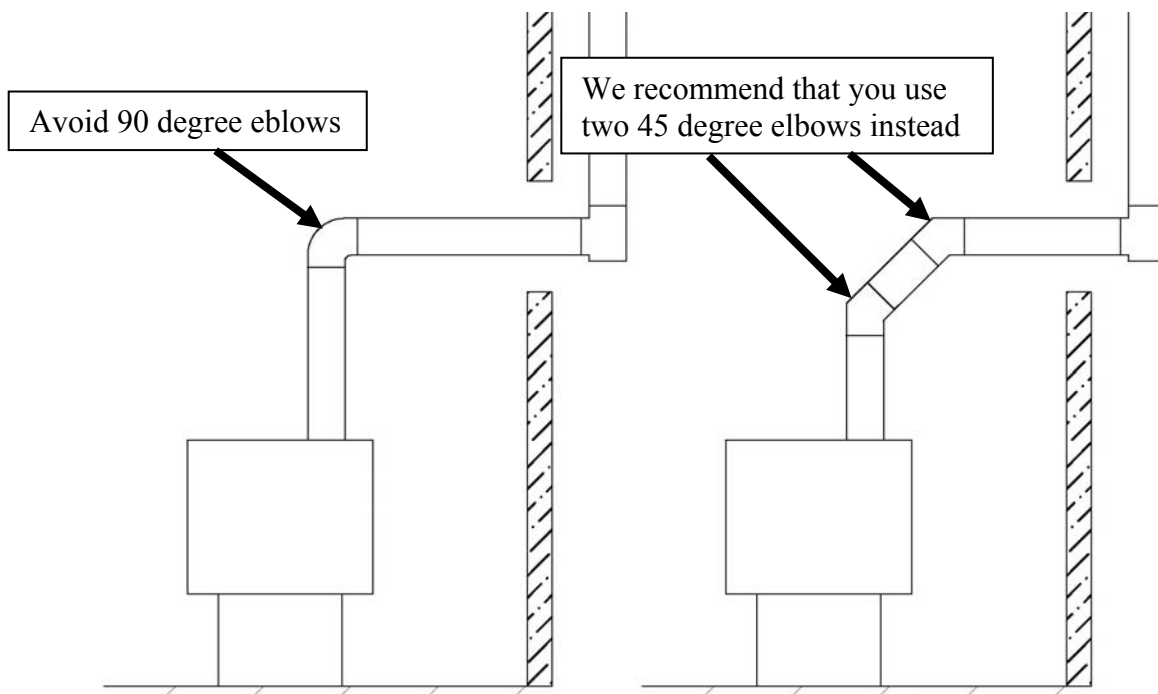 Avoid 90 degree eblows
We recommend that you use
two 45 degree elbows instead